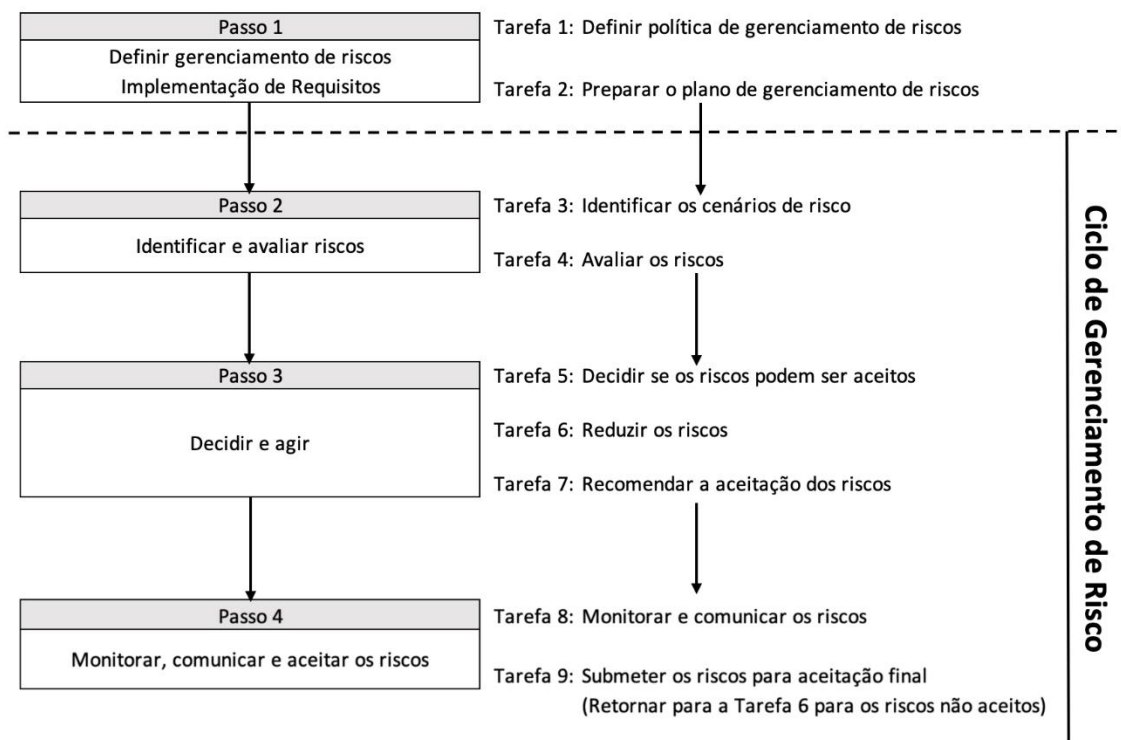 Passo 1
Definir gerenciamento de riscos
Implementação de Requisitos
Tarefa 1: Definir política de gerenciamento de riscos
Tarefa 2: Preparar o plano de gerenciamento de riscos
Passo 2
Identificar e avaliar riscos
Tarefa 3: Identificar os cenários de risco
Tarefa 4: Avaliar os riscos
Passo 3
Decidir e agir
Tarefa 5: Decidir se os riscos podem ser aceitos
Tarefa 6: Reduzir os riscos
Tarefa 7: Recomendar a aceitação dos riscos
Passo 4
Monitorar, comunicar e aceitar os riscos
Tarefa 8: Monitorar e comunicar os riscos
Tarefa 9: Submeter os riscos para aceitação final
(Retornar para a Tarefa 6 para os riscos não aceitos)
Ciclo de Gerenciamento de Risco